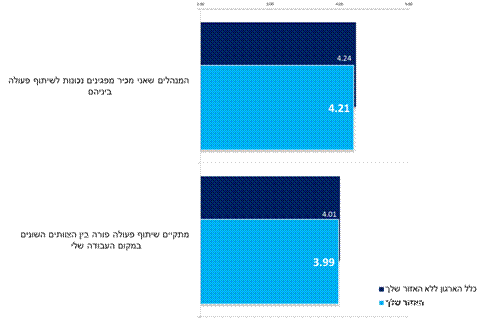 4.24
המנהלים שאני מכיר מפגינים נכונות לשיתוף פעולה
ביניהם
4.21
4.01
מתקיים שיתוף פעולה פורה בין הצוותים השונים
במקום העבודה שלי
3.99
כלל הארגון ללא האזור שלך
האזור שלך